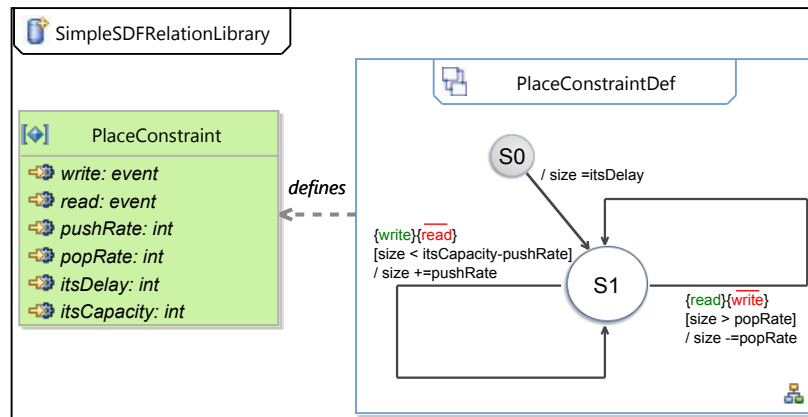 SimpleSDFRelationLibrary
PlaceConstraintDef
PlaceConstraint
write: event
read: event
pushRate: int
popRate: int
itsDelay: int
itsCapacity: int
defines
S0
/ size =itsDelay
{write}{read}
[size < itsCapacity-pushRate]
/ size +=pushRate
S1
{read}{write}
[size > popRate]
/ size -=popRate